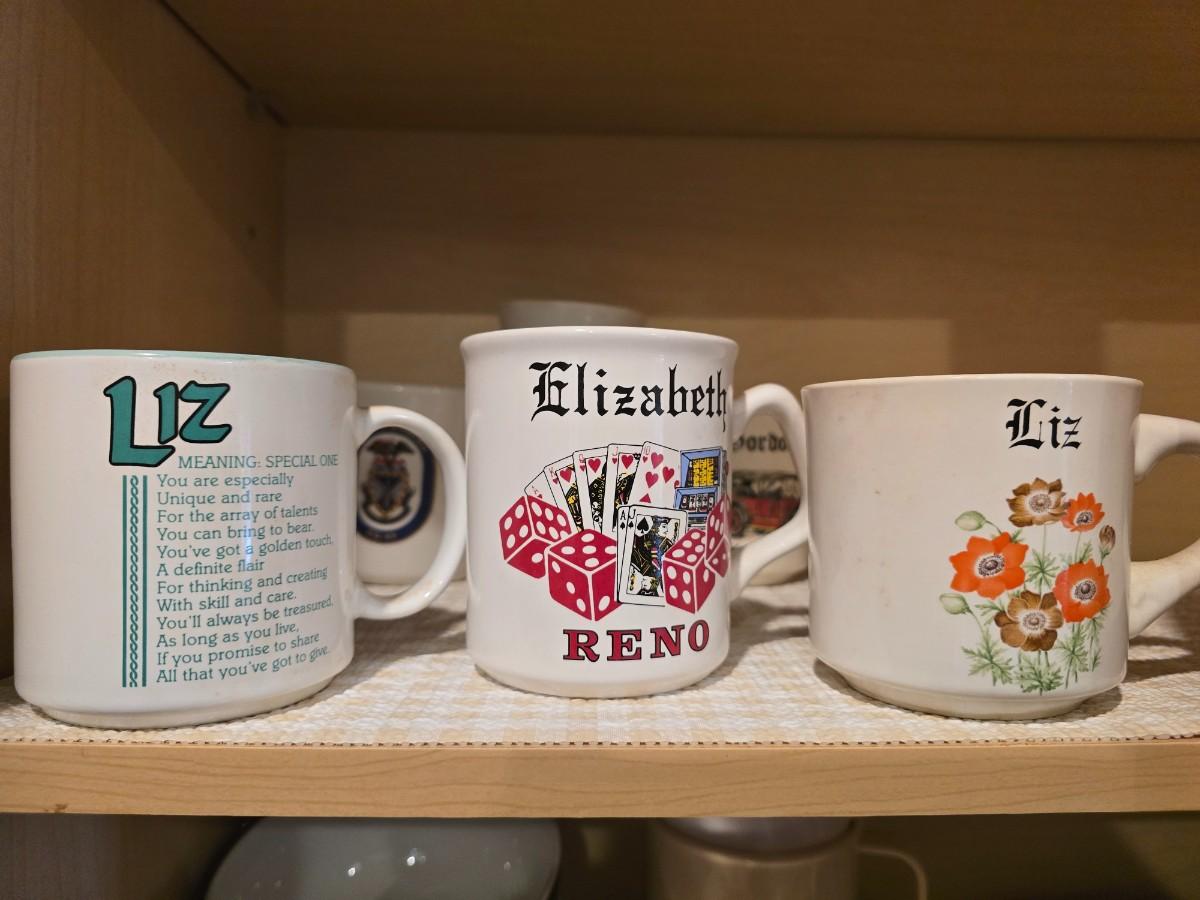 Liz
MEANING: SPECIAL ONE
You are especially
Unique and rare
For the array of talents
You can bring to bear.
You've got a golden touch,
A definite flair
For thinking and creating
With skill and care.
You'll always be treasured,
As long as you live,
If you promise to share
All that you've got to give.
Elizabeth
RENO
Liz